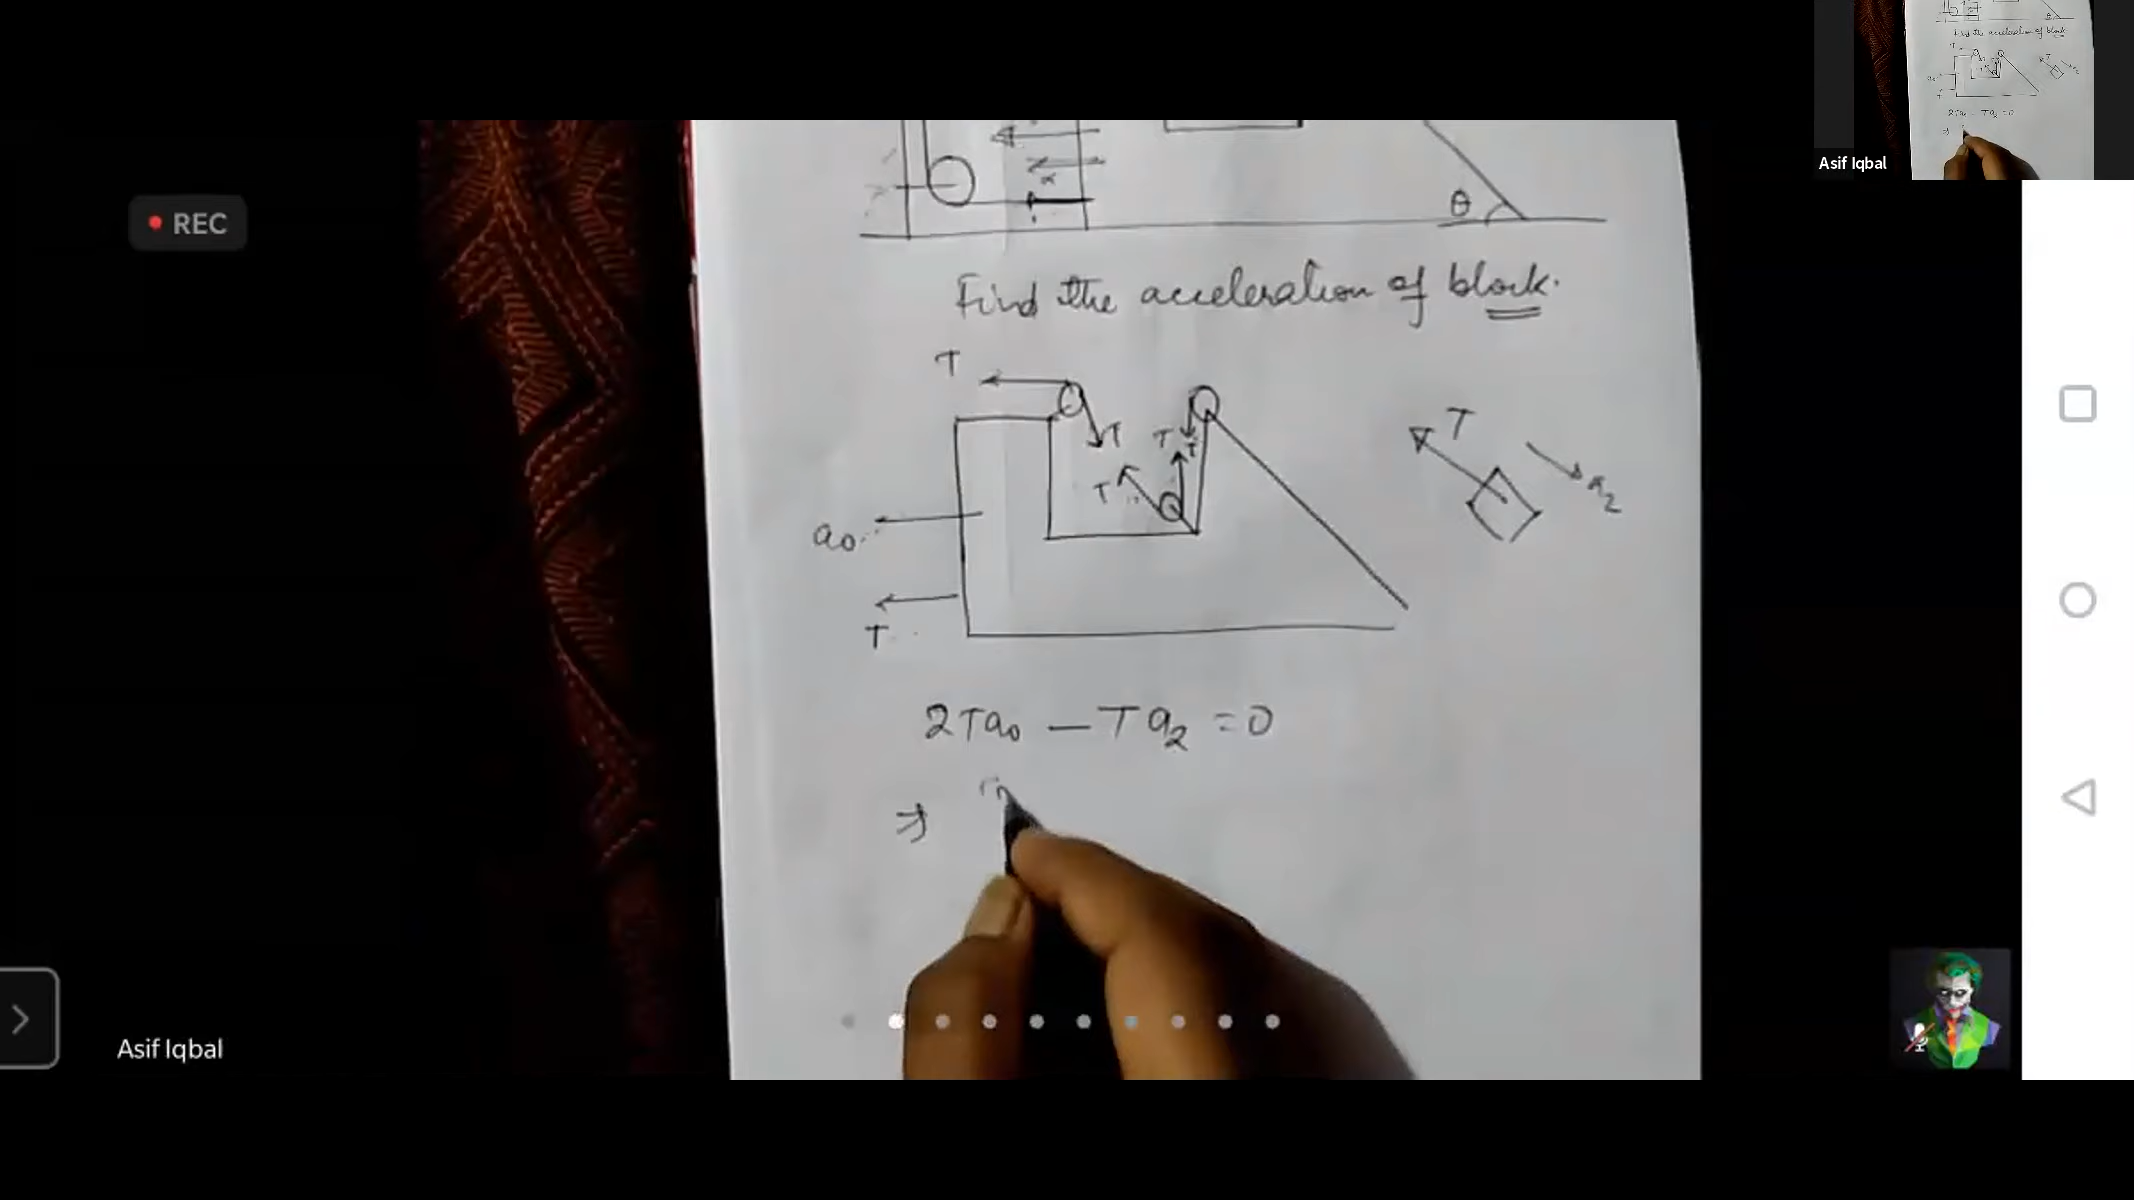 Asif Iqbal
REC
θ
Find the acceleration of block.
T
T
T
T
T
T
a₂
a₀
T
2Ta₀ — Ta₂ = 0
⇒
Asif Iqbal